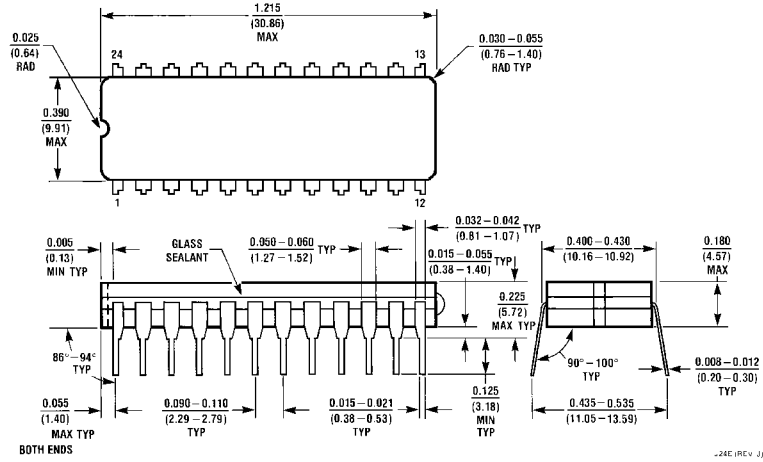 1.215
(30.86)
MAX
0.025
(0.64)
RAD
24
13
0.030–0.055
(0.76–1.40)
RAD TYP
0.390
(9.91)
MAX
1
12
0.005
(0.13)
MIN TYP
GLASS
SEALANT
0.050–0.060
(1.27–1.52)
TYP
0.032–0.042
(0.81–1.07)
TYP
0.015–0.055
(0.38–1.40)
TYP
0.225
(5.72)
MAX TYP
0.400–0.430
(10.16–10.92)
0.180
(4.57)
MAX
86°–94°
TYP
90°–100°
TYP
0.008–0.012
(0.20–0.30)
TYP
0.055
(1.40)
MAX TYP
BOTH ENDS
0.090–0.110
(2.29–2.79)
TYP
0.015–0.021
(0.38–0.53)
TYP
0.125
(3.18)
MIN
TYP
0.435–0.535
(11.05–13.59)
J24E (REV J)